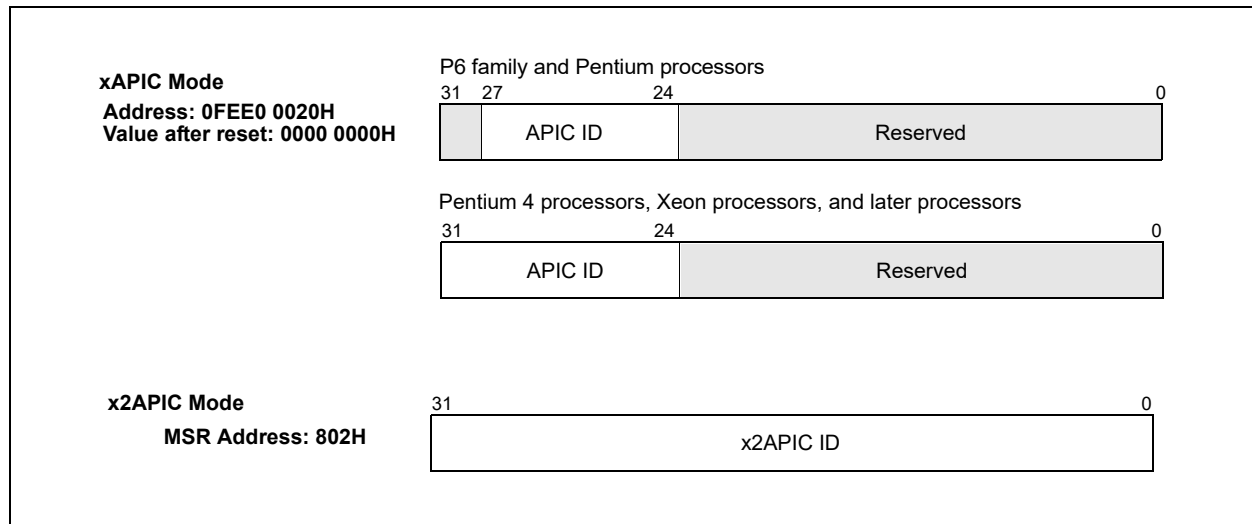 xAPIC Mode
Address: 0FEE0 0020H
Value after reset: 0000 0000H
P6 family and Pentium processors
31 27 24 0
APIC ID Reserved
Pentium 4 processors, Xeon processors, and later processors
31 24 0
APIC ID Reserved
x2APIC Mode
MSR Address: 802H
31 0
x2APIC ID